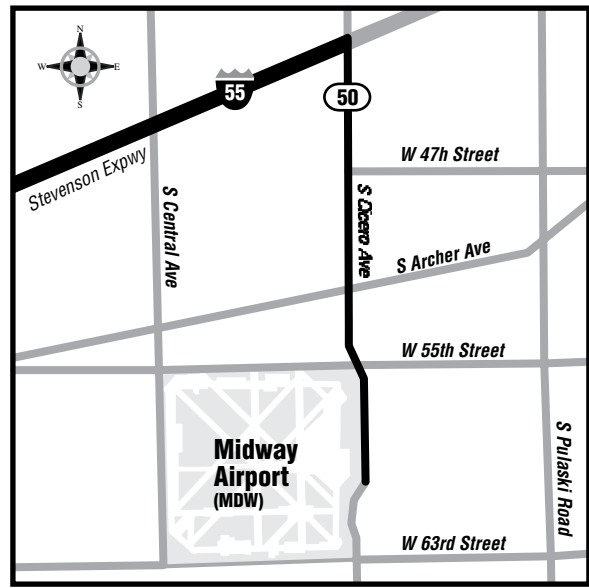 N
W
E
S
55
50
Stevenson Expwy
W 47h Street
S Central Ave
S Cicero Ave
S Archer Ave
W 55th Street
Midway
Airport
(MDW)
S Pulaski Road
W 63rd Street